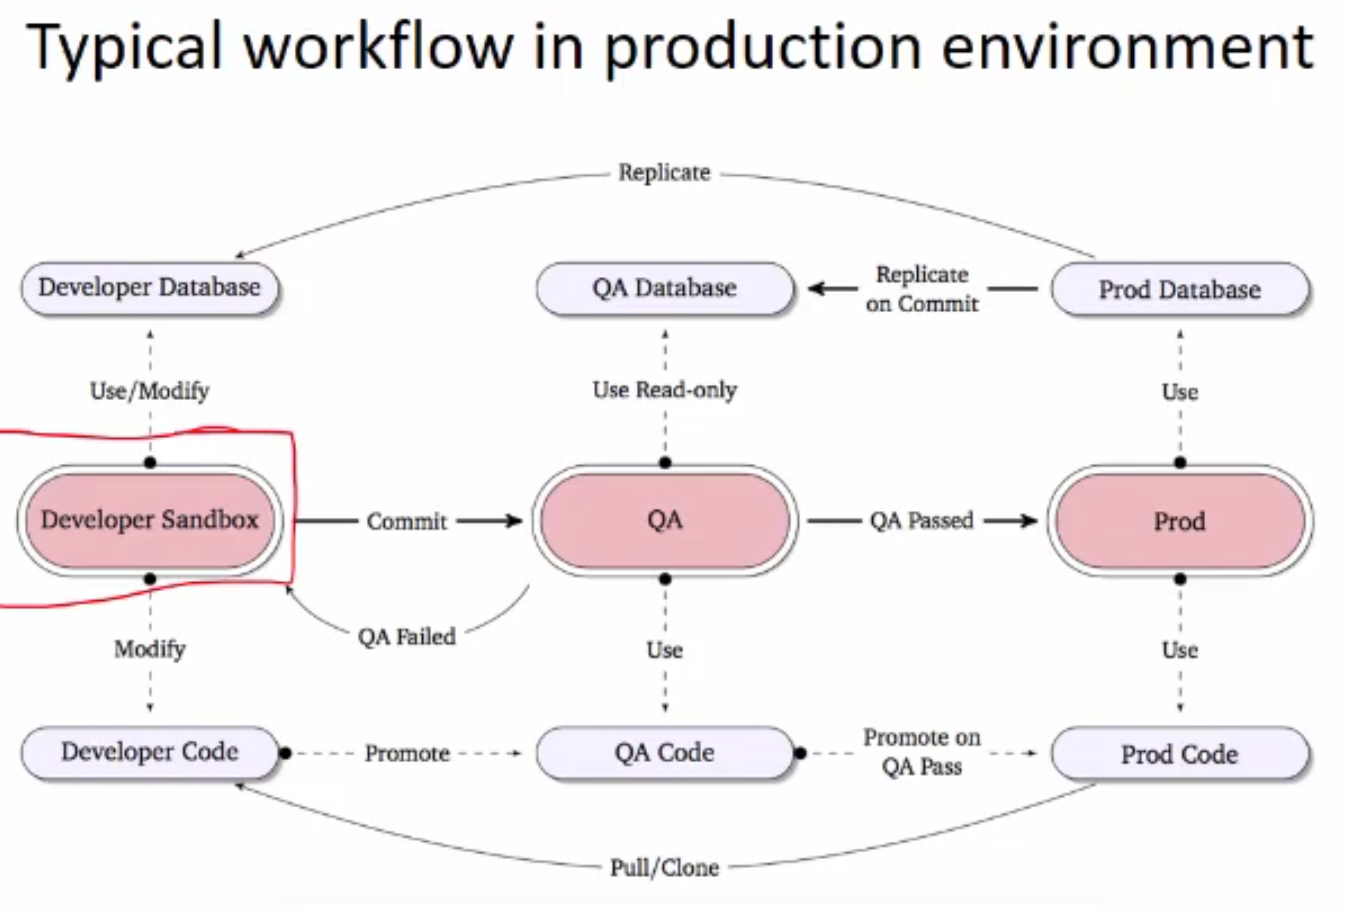 Typical workflow in production environment
Replicate
Developer Database
QA Database
Replicate
on Commit
Prod Database
Use/Modify
Use Read-only
Use
Developer Sandbox
Commit
QA
QA Passed
Prod
QA Failed
Modify
Use
Use
Developer Code
Promote
QA Code
Promote on
QA Pass
Prod Code
Pull/Clone